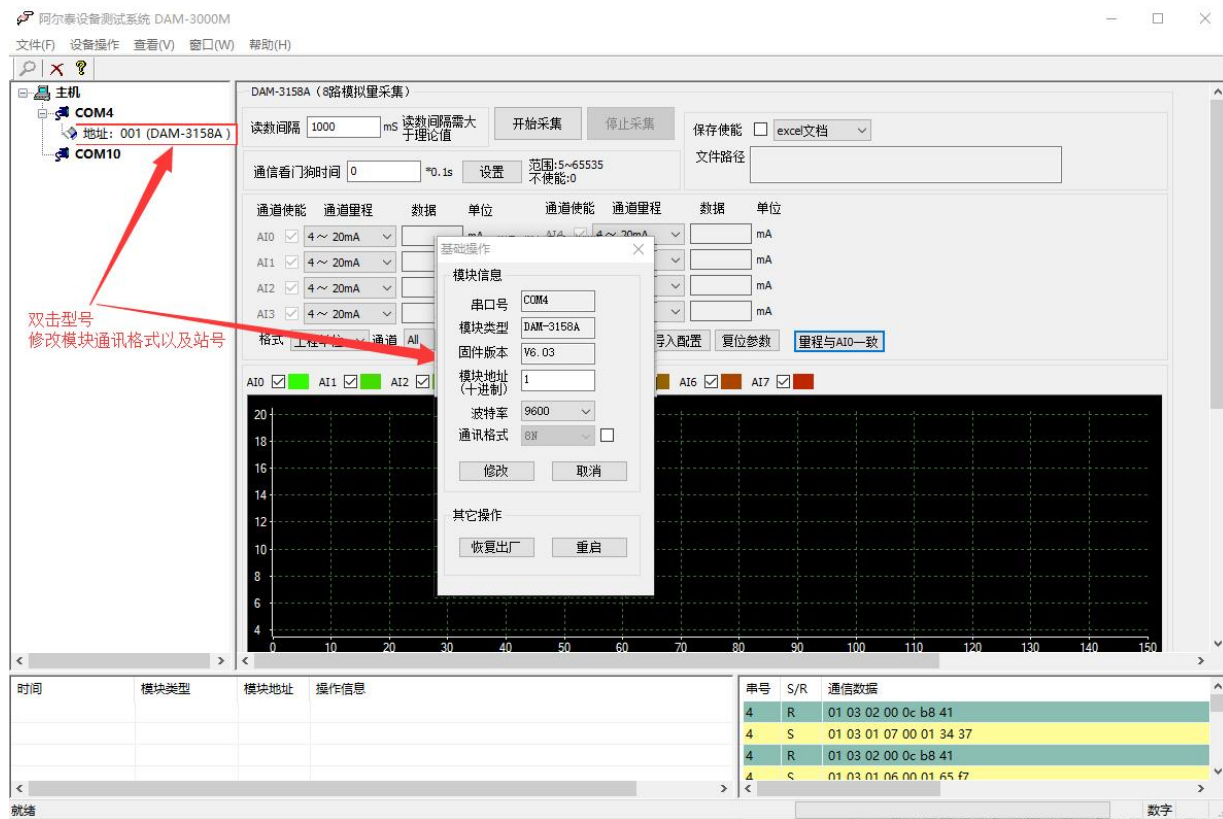 阿尔泰设备测试系统 DAM-3000M
文件(F) 设备操作 查看(V) 窗口(W) 帮助(H)
主机
COM4
地址：001 (DAM-3158A )
COM10
双击型号
修改模块通讯格式以及站号
DAM-3158A（8路模拟量采集）
读数间隔 1000 mS 读数间隔需大于理论值 开始采集 停止采集
保存使能 excel文档
文件路径
通信看门狗时间 0 *0.1s 设置 范围:5~65535
不使能:0
通道使能 通道里程 数据 单位 通道使能 通道里程 数据 单位
AI0 4～ 20mA mA AI4 4～ 20mA mA
AI1 4～ 20mA mA
AI2 4～ 20mA mA
AI3 4～ 20mA mA
格式 工程单位 通道 All 导入配置 复位参数 里程与AI0一致
AI0 AI1 AI2 AI6 AI7
20
18
16
14
12
10
8
6
4
0 10 20 30 40 50 60 70 80 90 100 110 120 130 140 150
基础操作
模块信息
串口号 COM4
模块类型 DAM-3158A
固件版本 V6.03
模块地址 1
(十进制)
波特率 9600
通讯格式 8N
修改 取消
其它操作
恢复出厂 重启
时间 模块类型 模块地址 操作信息
串号 S/R 通信数据
4 R 01 03 02 00 0c b8 41
4 S 01 03 01 07 00 01 34 37
4 R 01 03 02 00 0c b8 41
4 S 01 03 01 06 00 01 65 f7
就绪
数字